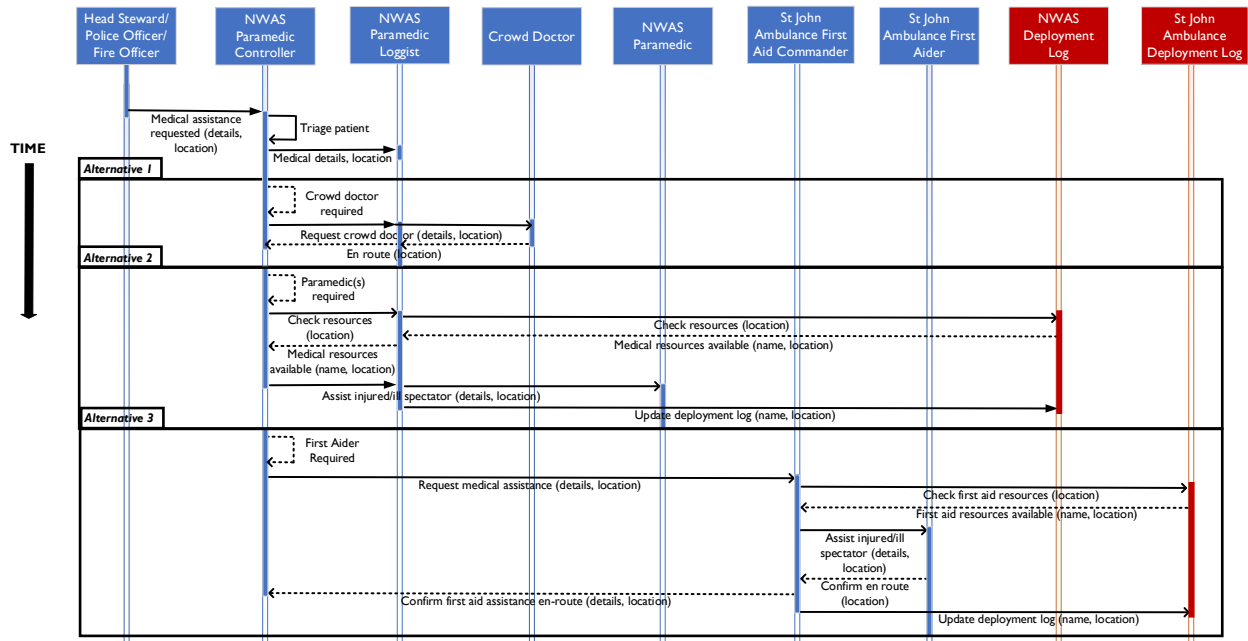 Head Steward/
Police Officer/
Fire Officer
NWAS
Paramedic
Controller
NWAS
Paramedic
Loggist
Crowd Doctor
NWAS
Paramedic
St John
Ambulance First
Aid Commander
St John
Ambulance First
Aider
NWAS
Deployment
Log
St John
Ambulance
Deployment Log
Medical assistance
requested (details,
location)
Triage patient
TIME
Medical details, location
Alternative 1
Crowd doctor
required
Request crowd doctor (details, location)
En route (location)
Alternative 2
Paramedic(s)
required
Check resources
(location)
Check resources (location)
Medical resources available (name, location)
Medical resources
available (name, location)
Assist injured/ill spectator (details, location)
Update deployment log (name, location)
Alternative 3
First Aider
Required
Request medical assistance (details, location)
Check first aid resources (location)
First aid resources available (name, location)
Assist injured/ill
spectator (details,
location)
Confirm en route
(location)
Confirm first aid assistance en-route (details, location)
Update deployment log (name, location)